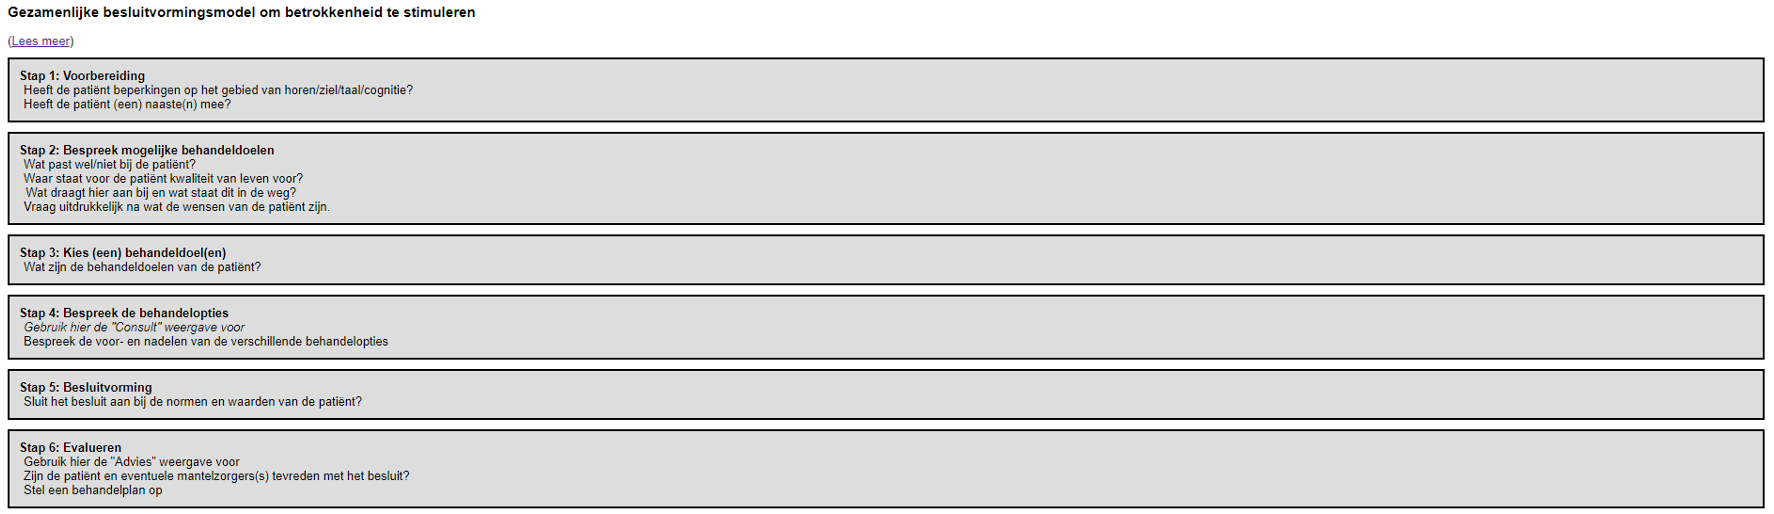 Gezamenlijke besluitvormingsmodel om betrokkenheid te stimuleren
(Lees meer)
Stap 1: Voorbereiding
Heeft de patiënt beperkingen op het gebied van horen/ziel/taal/cognitie?
Heeft de patiënt (een) naaste(n) mee?
Stap 2: Bespreek mogelijke behandeldoelen
Wat past wel/niet bij de patiënt?
Waar staat voor de patiënt kwaliteit van leven voor?
Wat draagt hier aan bij en wat staat dit in de weg?
Vraag uitdrukkelijk na wat de wensen van de patiënt zijn.
Stap 3: Kies (een) behandeldoel(en)
Wat zijn de behandeldoelen van de patiënt?
Stap 4: Bespreek de behandelopties
Gebruik hier de "Consult" weergave voor
Bespreek de voor- en nadelen van de verschillende behandelopties
Stap 5: Besluitvorming
Sluit het besluit aan bij de normen en waarden van de patiënt?
Stap 6: Evalueren
Gebruik hier de "Advies" weergave voor
Zijn de patiënt en eventuele mantelzorgers(s) tevreden met het besluit?
Stel een behandelplan op